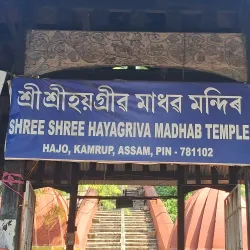 শ্ৰী শ্ৰীহয়গ্ৰীৱ মাধৱ মন্দিৰ
SHREE SHREE HAYAGRIVA MADHAB TEMPLE
HAJO, KAMRUP, ASSAM, PIN - 781102